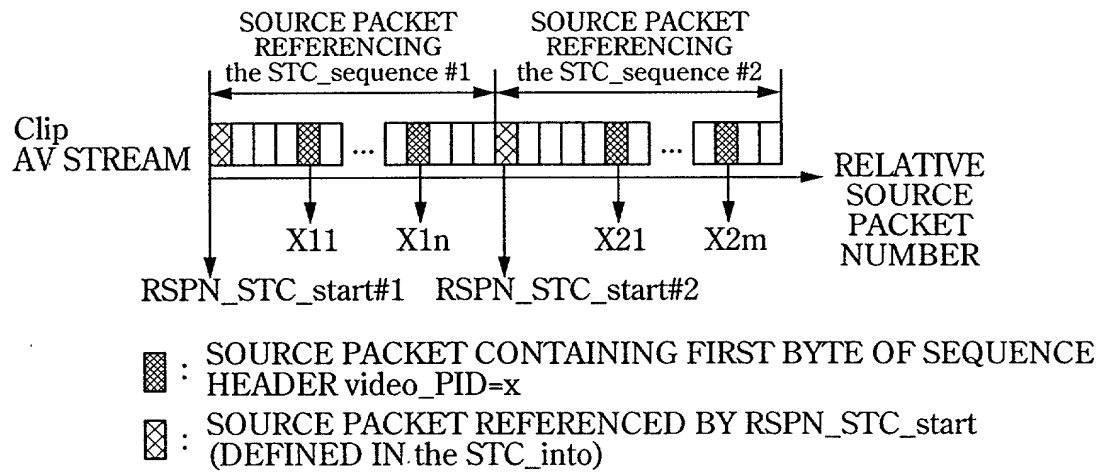 SOURCE PACKET
REFERENCING
the STC_sequence #1
SOURCE PACKET
REFERENCING
the STC_sequence #2
Clip
AV STREAM
...
...
RELATIVE
SOURCE
PACKET
NUMBER
X11
X1n
X21
X2m
RSPN_STC_start#1
RSPN_STC_start#2
: SOURCE PACKET CONTAINING FIRST BYTE OF SEQUENCE
HEADER video_PID=x
: SOURCE PACKET REFERENCED BY RSPN_STC_start
(DEFINED IN the STC_into)